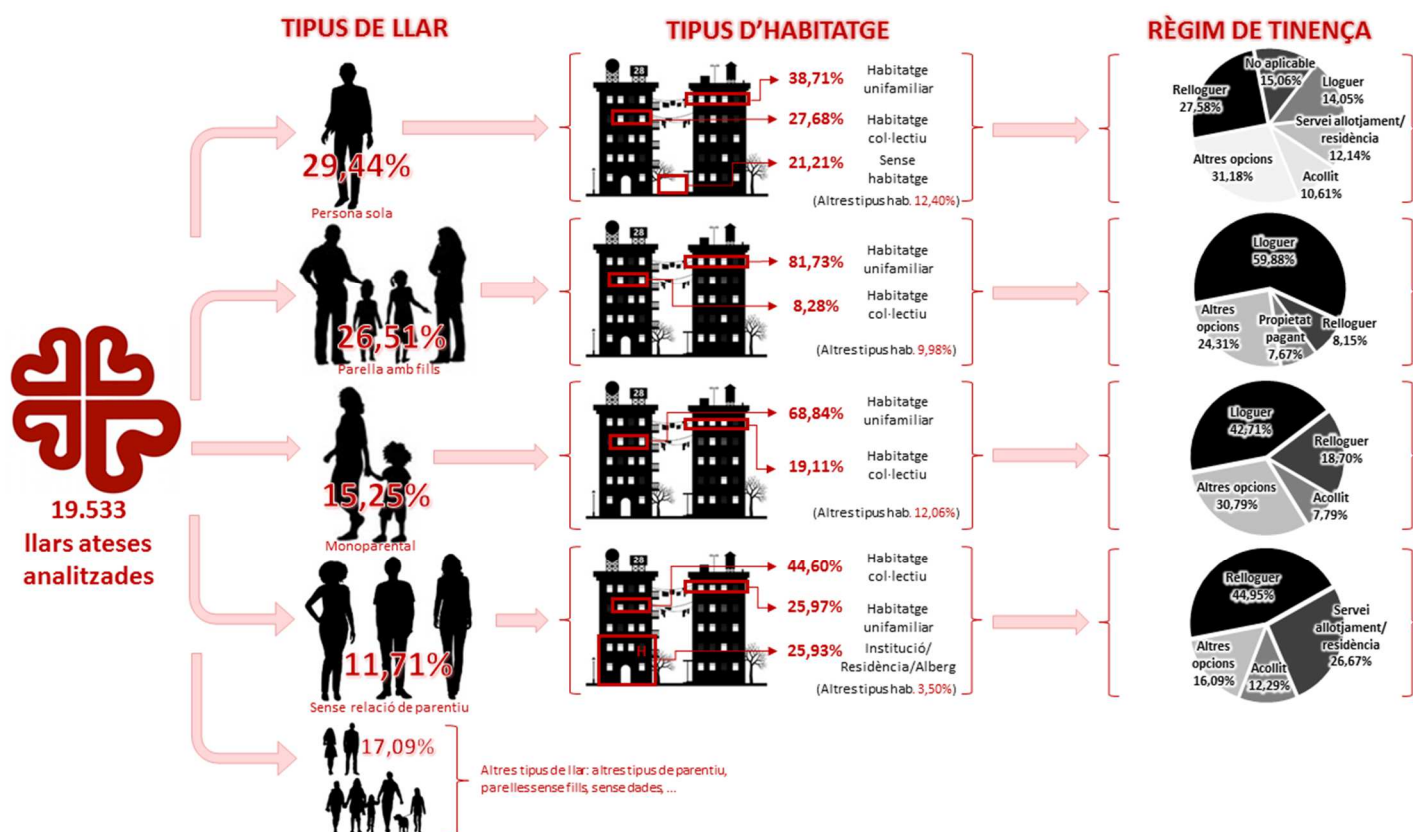 TIPUS DE LLAR
TIPUS D'HABITATGE
RÈGIM DE TINENÇA
19.533
llars ateses
analitzades
29,44%
Persona sola
28
38,71%
Habitatge
unifamiliar
27,68%
Habitatge
col·lectiu
21,21%
Sense
habitatge
(Altres tipus hab. 12,40%)
No aplicable
15,06%
Lloguer
14,05%
Relloguer
27,58%
Servei allotjament/
residència
12,14%
Altres opcions
31,18%
Acollit
10,61%
26,51%
Parella amb fills
28
81,73%
Habitatge
unifamiliar
8,28%
Habitatge
col·lectiu
(Altres tipus hab. 9,98%)
Lloguer
59,88%
Altres
opcions
24,31%
Propietat
pagant
7,67%
Relloguer
8,15%
15,25%
Monoparental
28
68,84%
Habitatge
unifamiliar
19,11%
Habitatge
col·lectiu
(Altres tipus hab. 12,06%)
Lloguer
42,71%
Relloguer
18,70%
Altres opcions
30,79%
Acollit
7,79%
11,71%
Sense relació de parentiu
28
H
44,60%
Habitatge
col·lectiu
25,97%
Habitatge
unifamiliar
25,93%
Institució/
Residència/Alberg
(Altres tipus hab. 3,50%)
Relloguer
44,95%
Servei
allotjament/
residència
26,67%
Altres
opcions
16,09%
Acollit
12,29%
17,09%
Altres tipus de llar: altres tipus de parentiu,
parelles sense fills, sense dades, ...